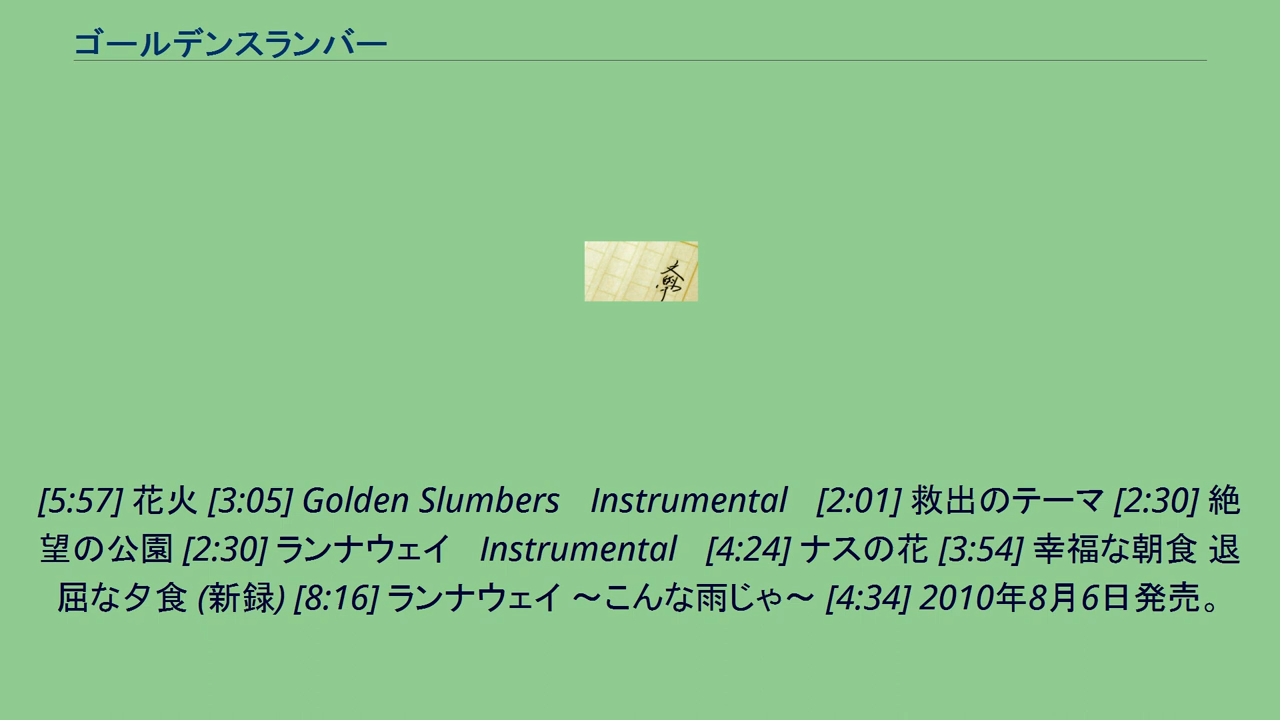 ゴールデンスランバー
[5:57] 花火 [3:05] Golden Slumbers　Instrumental　[2:01] 救出のテーマ [2:30] 絶
望の公園 [2:30] ランナウェイ　Instrumental　[4:24] ナスの花 [3:54] 幸福な朝食 退
屈な夕食 (新録) [8:16] ランナウェイ 〜こんな雨じゃ〜 [4:34] 2010年8月6日発売。